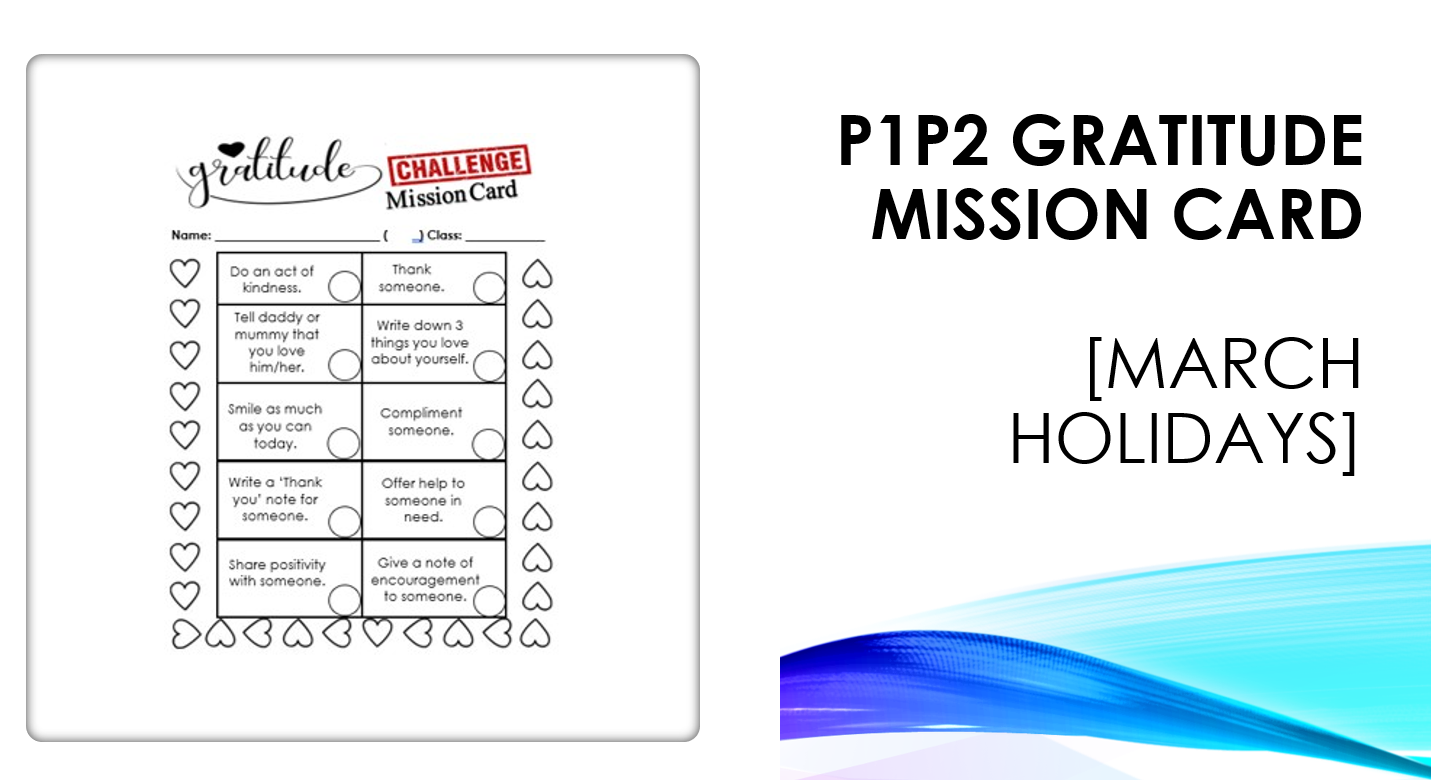 gratitude CHALLENGE
Mission Card
Name: ____________________ ( __) Class: __________
Do an act of
kindness.
Thank
someone.
Tell daddy or
mummy that
you love
him/her.
Write down 3
things you love
about yourself.
Smile as much
as you can
today.
Compliment
someone.
Write a ‘Thank
you’ note for
someone.
Offer help to
someone in
need.
Share positivity
with someone.
Give a note of
encouragement
to someone.
P1P2 GRATITUDE
MISSION CARD
[MARCH
HOLIDAYS]